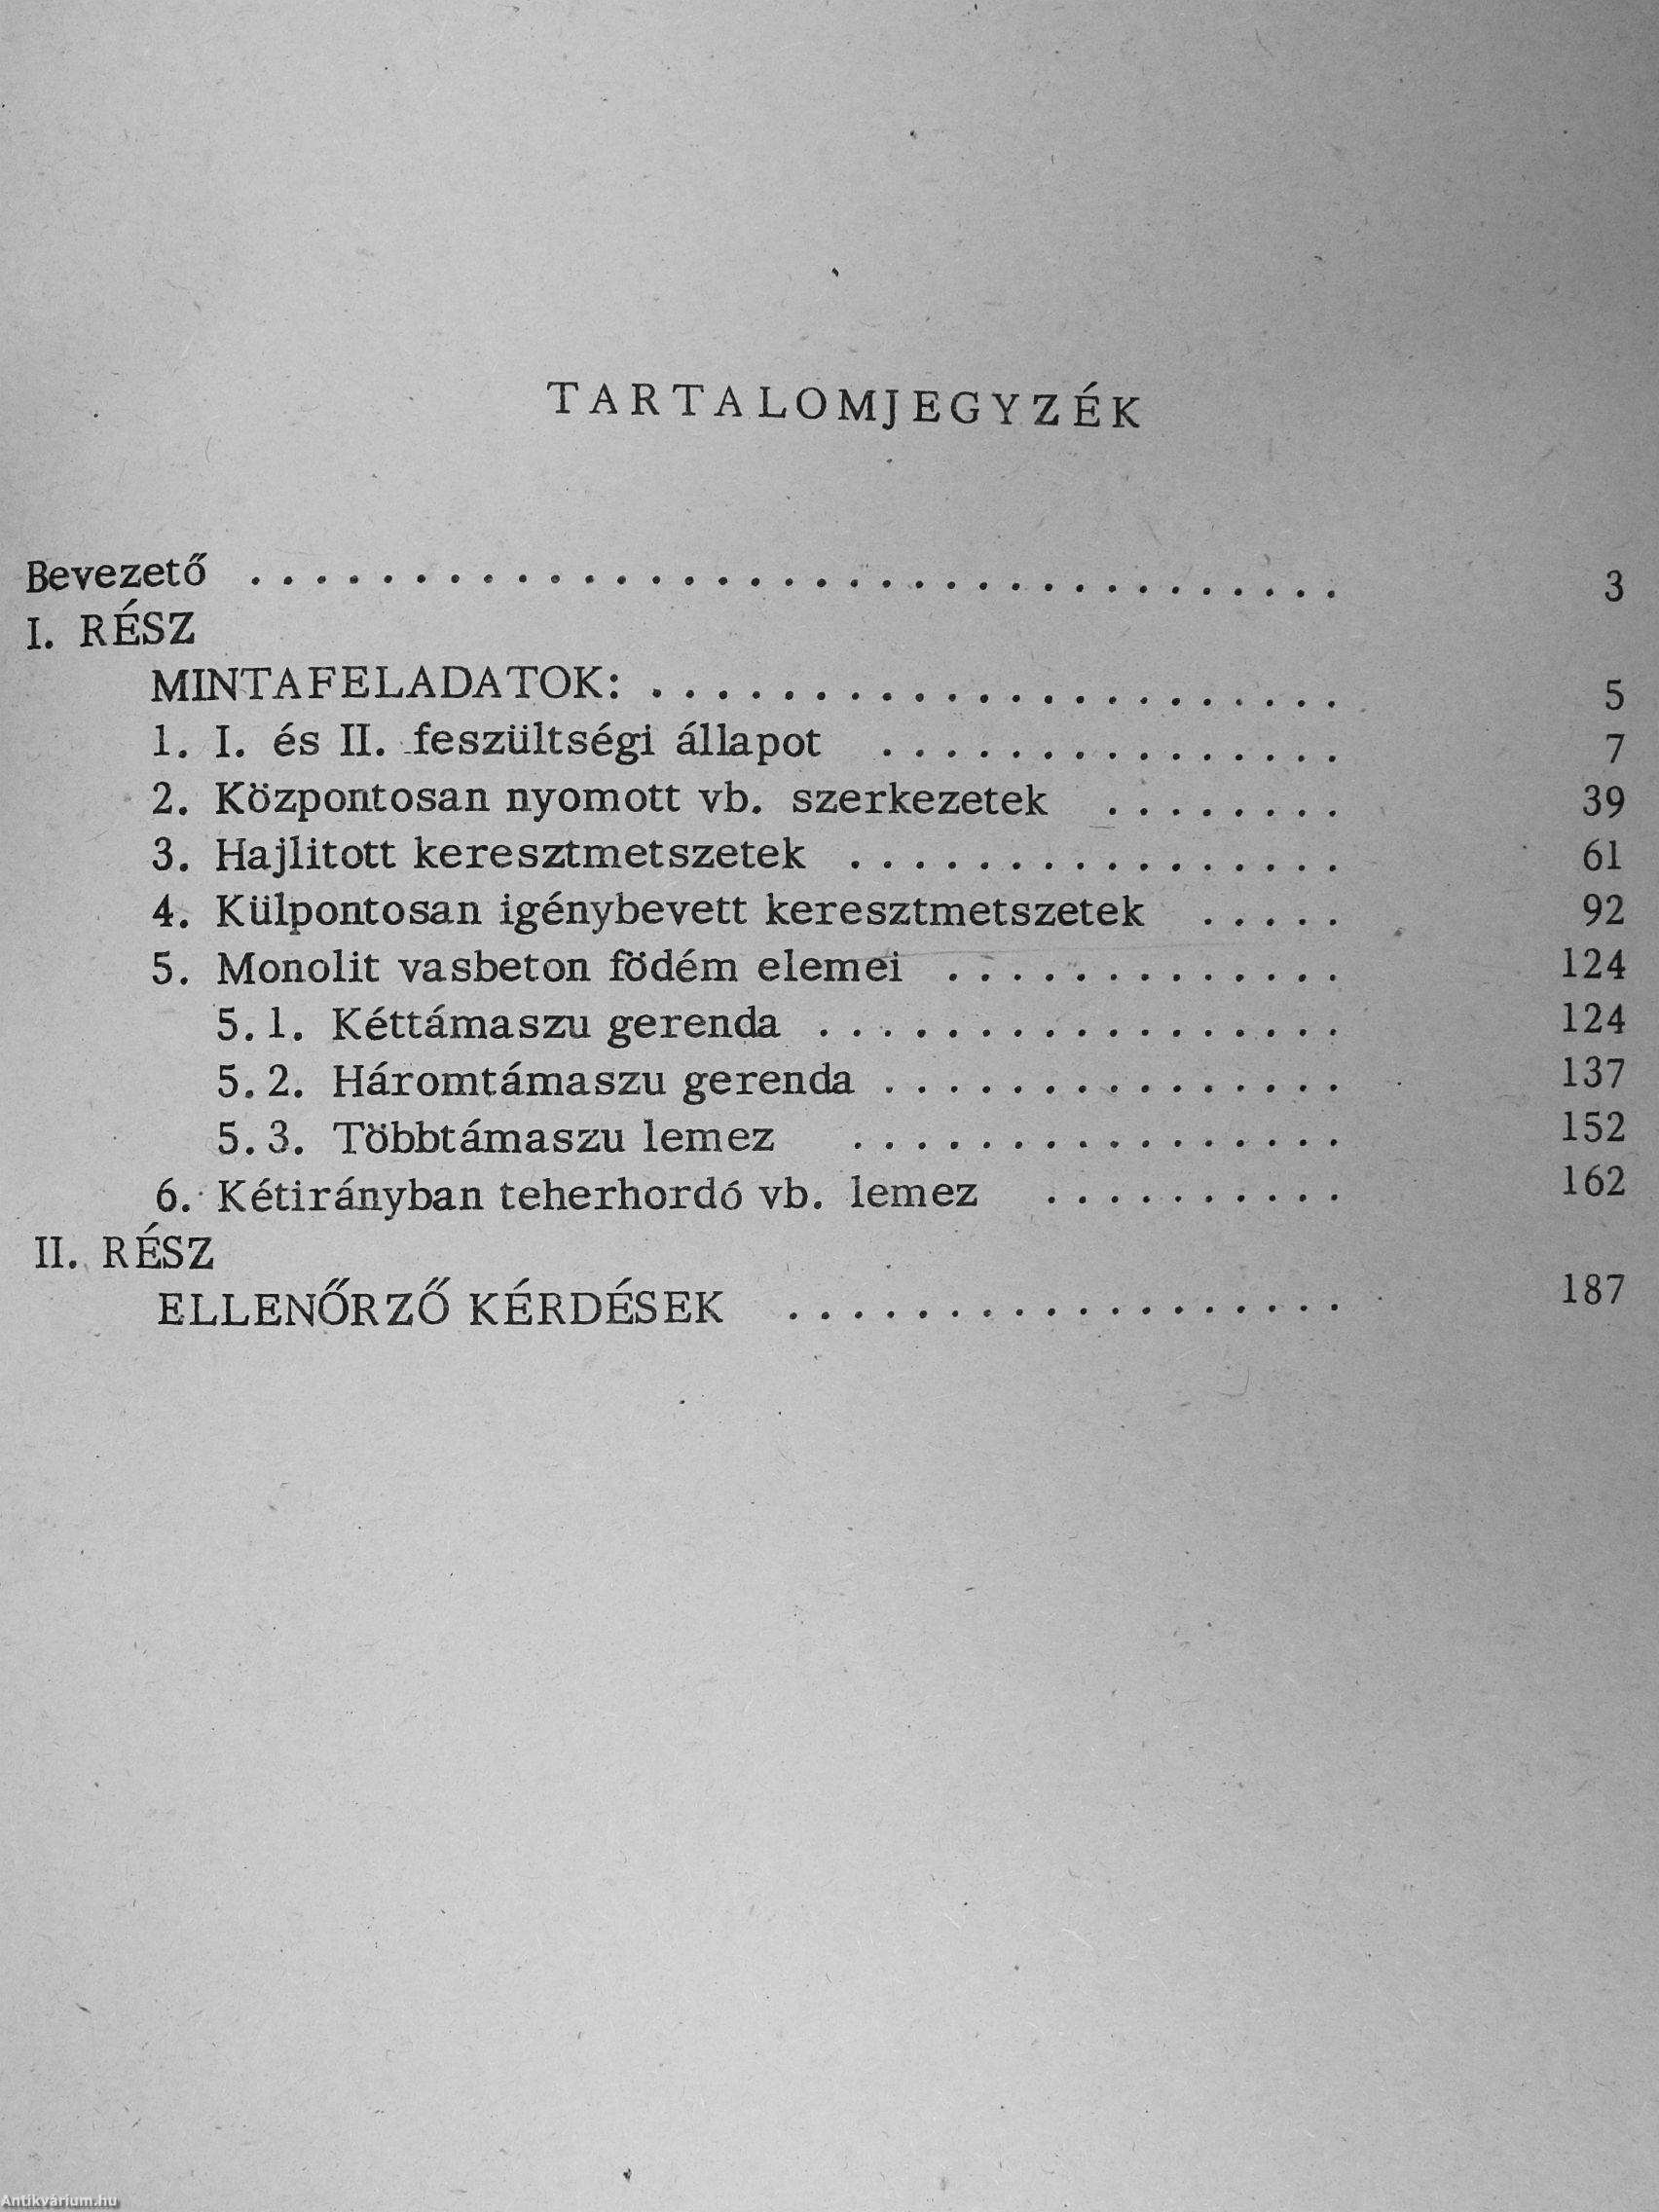 TARTALOMJEGYZÉK
Bevezető . . . . . . . . . . . . . . . . . . . . . . . . . . . . . . . . . 3
I. RÉSZ
MINTAFELADATOK: . . . . . . . . . . . . . . . . . . . . . . 5
1. I. és II. feszültségi állapot . . . . . . . . . . . . . . . 7
2. Központosan nyomott vb. szerkezetek . . . . . . . . 39
3. Hajlitott keresztmetszetek . . . . . . . . . . . . . . . . 61
4. Külpontosan igénybevett keresztmetszetek . . . . . 92
5. Monolit vasbeton födém elemei . . . . . . . . . . . . . 124
5.1. Kéttámaszu gerenda . . . . . . . . . . . . . . . . . 124
5.2. Háromtámaszu gerenda . . . . . . . . . . . . . . . 137
5.3. Többtámaszu lemez . . . . . . . . . . . . . . . . 152
6. Kétirányban teherhordó vb. lemez . . . . . . . . . . 162
II. RÉSZ
ELLENŐRZŐ KÉRDÉSEK . . . . . . . . . . . . . . . . . . 187
Antikvárium.hu